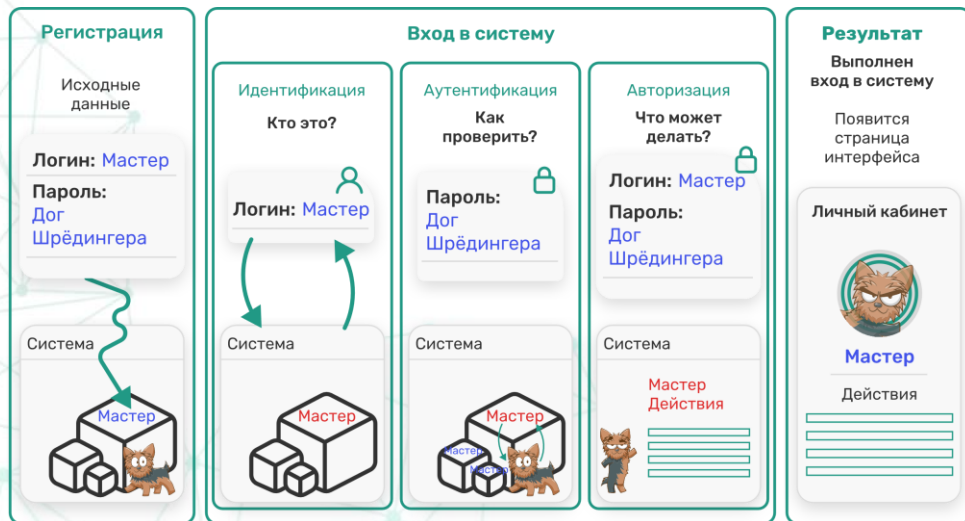 Регистрация
Исходные
данные
Логин: Мастер
Пароль:
Дог
Шрёдингера
Система
Мастер
Вход в систему
Идентификация
Кто это?
Логин: Мастер
Система
Мастер
Аутентификация
Как
проверить?
Пароль:
Дог
Шрёдингера
Система
Мастер
Мастер
Мастер
Авторизация
Что может
делать?
Логин: Мастер
Пароль:
Дог
Шрёдингера
Система
Мастер
Действия
Результат
Выполнен
вход в систему
Появится
страница
интерфейса
Личный кабинет
Мастер
Действия